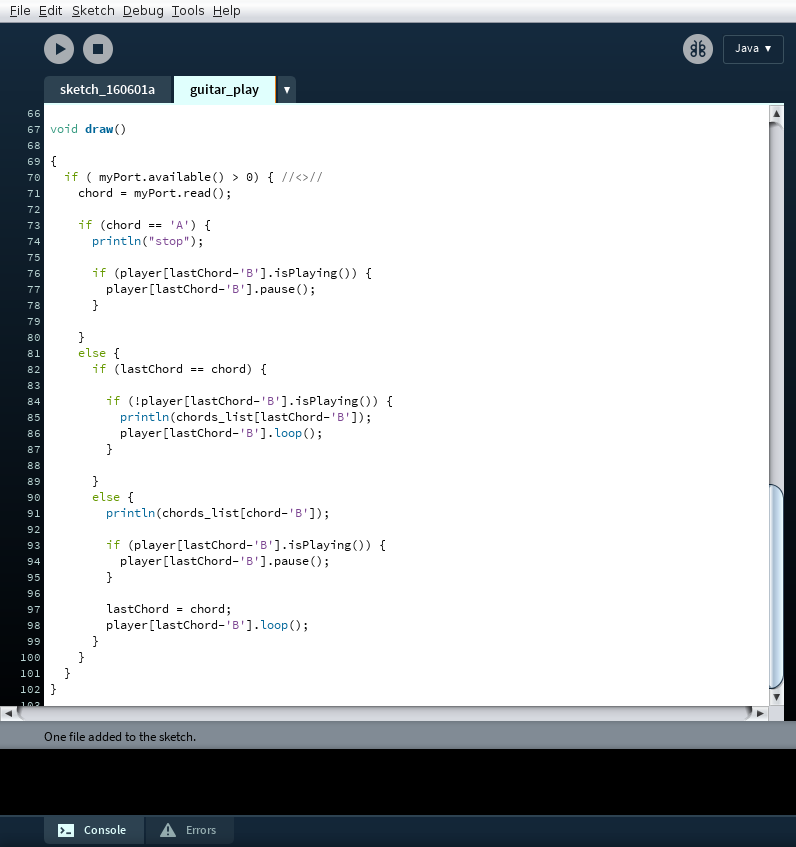 File Edit Sketch Debug Tools Help
Java ▼
sketch_160601a guitar_play ▼
66
67 void draw()
68
69 {
70 if ( myPort.available() > 0) { //<>//
71 chord = myPort.read();
72
73 if (chord == 'A') {
74 println("stop");
75
76 if (player[lastChord-'B'].isPlaying()) {
77 player[lastChord-'B'].pause();
78 }
79
80 }
81 else {
82 if (lastChord == chord) {
83
84 if (!player[lastChord-'B'].isPlaying()) {
85 println(chords_list[lastChord-'B']);
86 player[lastChord-'B'].loop();
87 }
88
89 }
90 else {
91 println(chords_list[chord-'B']);
92
93 if (player[lastChord-'B'].isPlaying()) {
94 player[lastChord-'B'].pause();
95 }
96
97 lastChord = chord;
98 player[lastChord-'B'].loop();
99 }
100 }
101 }
102 }
103
One file added to the sketch.
Console Errors